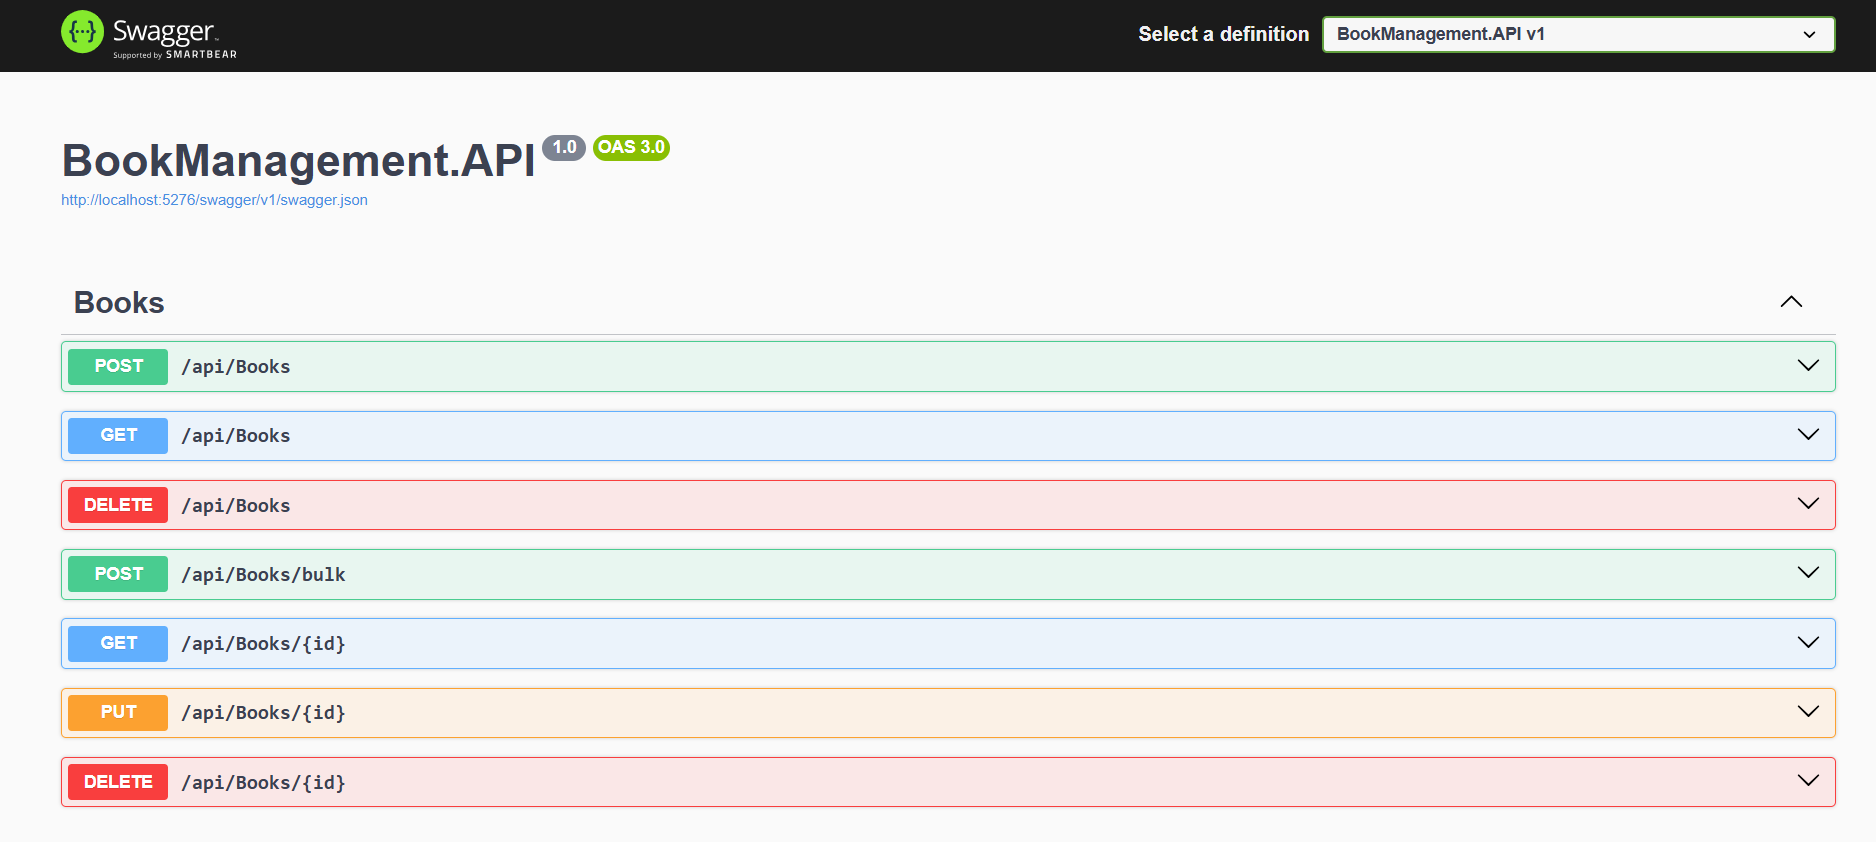 {···} Swagger™
Supported by SMARTBEAR
Select a definition
BookManagement.API v1
BookManagement.API 1.0 OAS 3.0
http://localhost:5276/swagger/v1/swagger.json
Books
POST /api/Books
GET /api/Books
DELETE /api/Books
POST /api/Books/bulk
GET /api/Books/{id}
PUT /api/Books/{id}
DELETE /api/Books/{id}